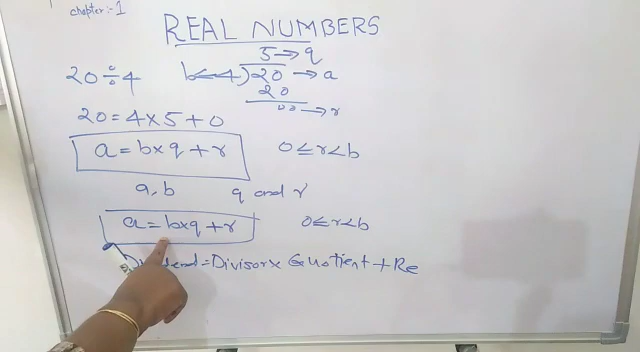 chapter:- 1
REAL NUMBERS
5→q
20÷4
b← 4)20 →a
20
00→r
20=4×5+0
a=b×q+r 0≤r<b
a,b q and r
a=b×q+r 0≤r<b
=Divisor× Quotient+Re